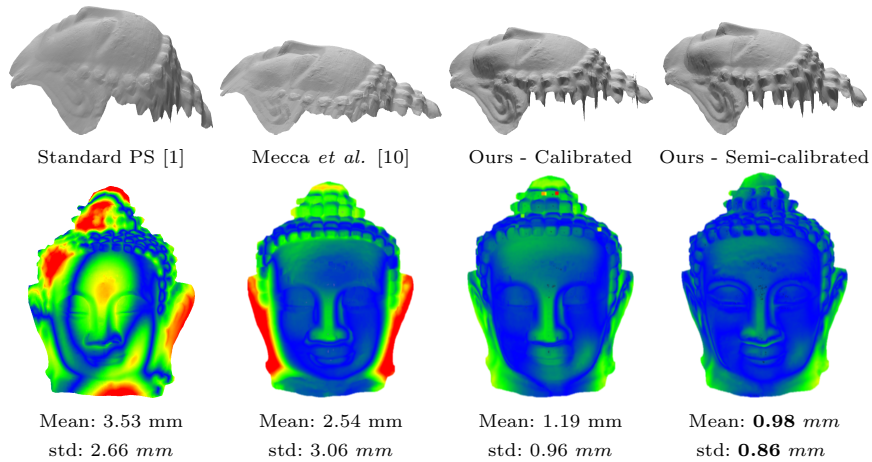 Standard PS [1] Mecca et al. [10] Ours - Calibrated Ours - Semi-calibrated
Mean: 3.53 mm Mean: 2.54 mm Mean: 1.19 mm Mean: 0.98 mm
std: 2.66 mm std: 3.06 mm std: 0.96 mm std: 0.86 mm